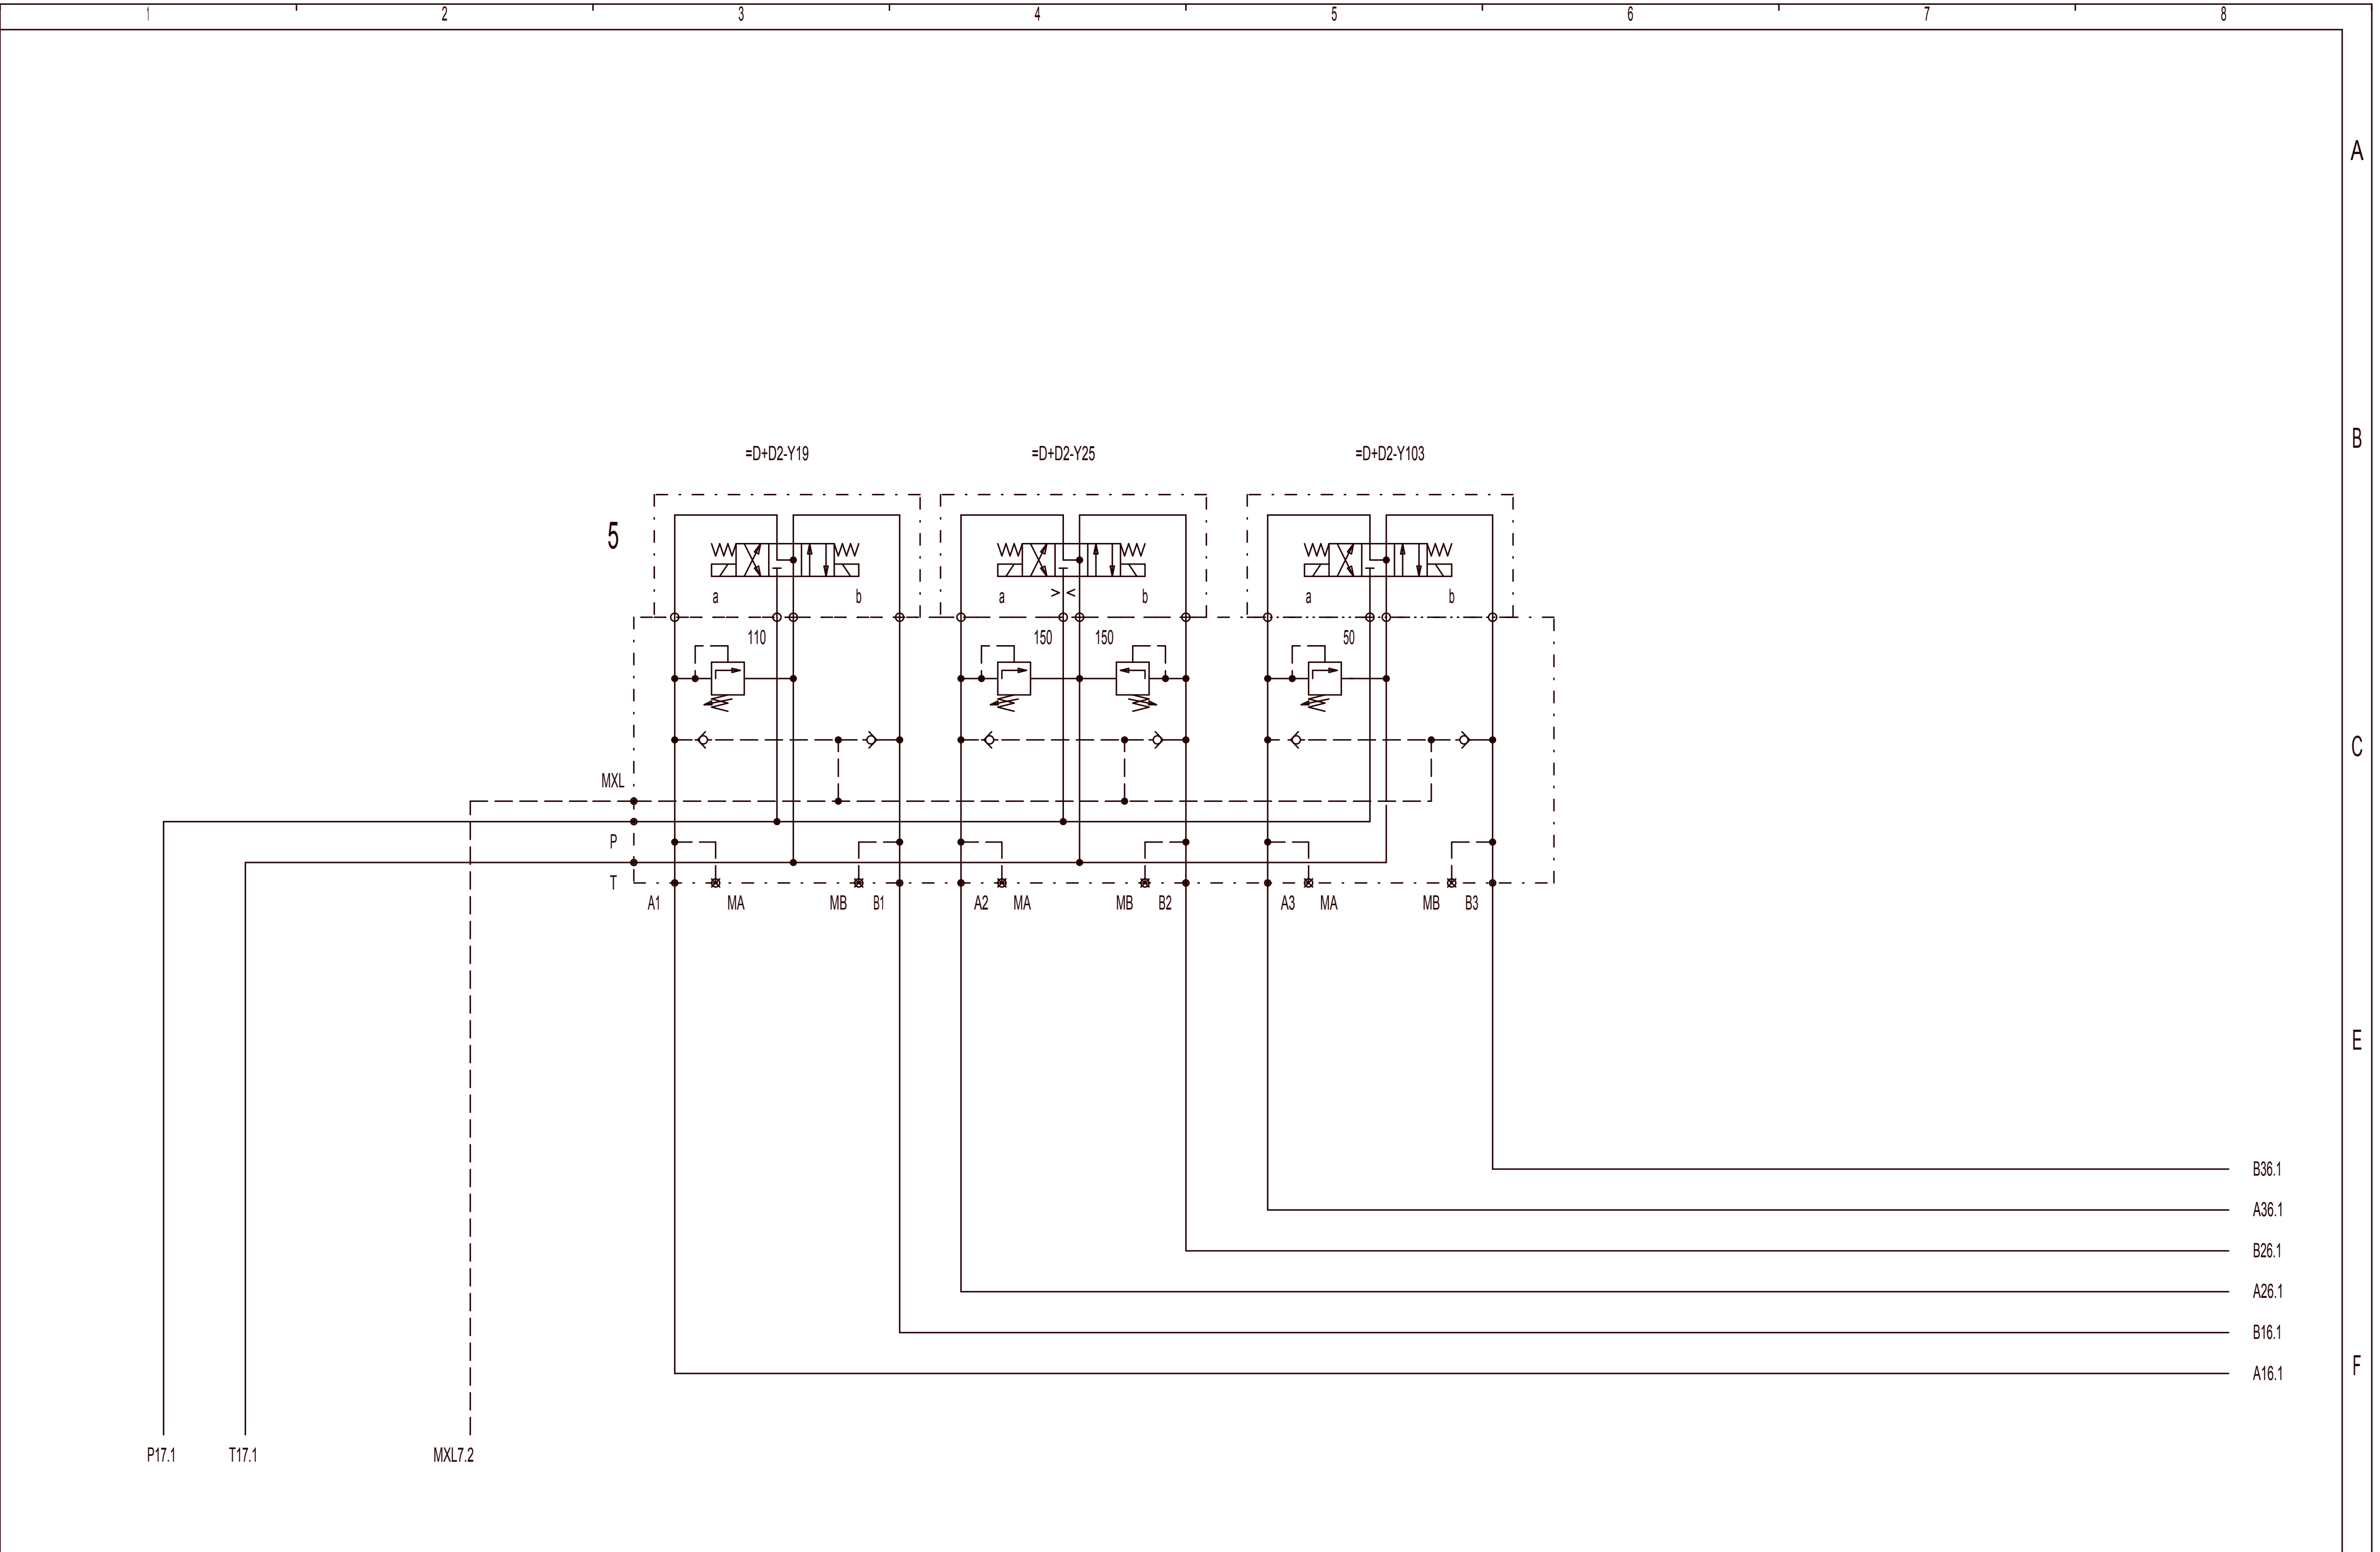 1 2 3 4 5 6 7 8
A
B
=D+D2-Y19 =D+D2-Y25 =D+D2-Y103
5
a b a b a b
110 150 150 50
C
MXL
P
T
A1 MA MB B1 A2 MA MB B2 A3 MA MB B3
E
B36.1
A36.1
B26.1
A26.1
B16.1
F
A16.1
P17.1 T17.1 MXL7.2